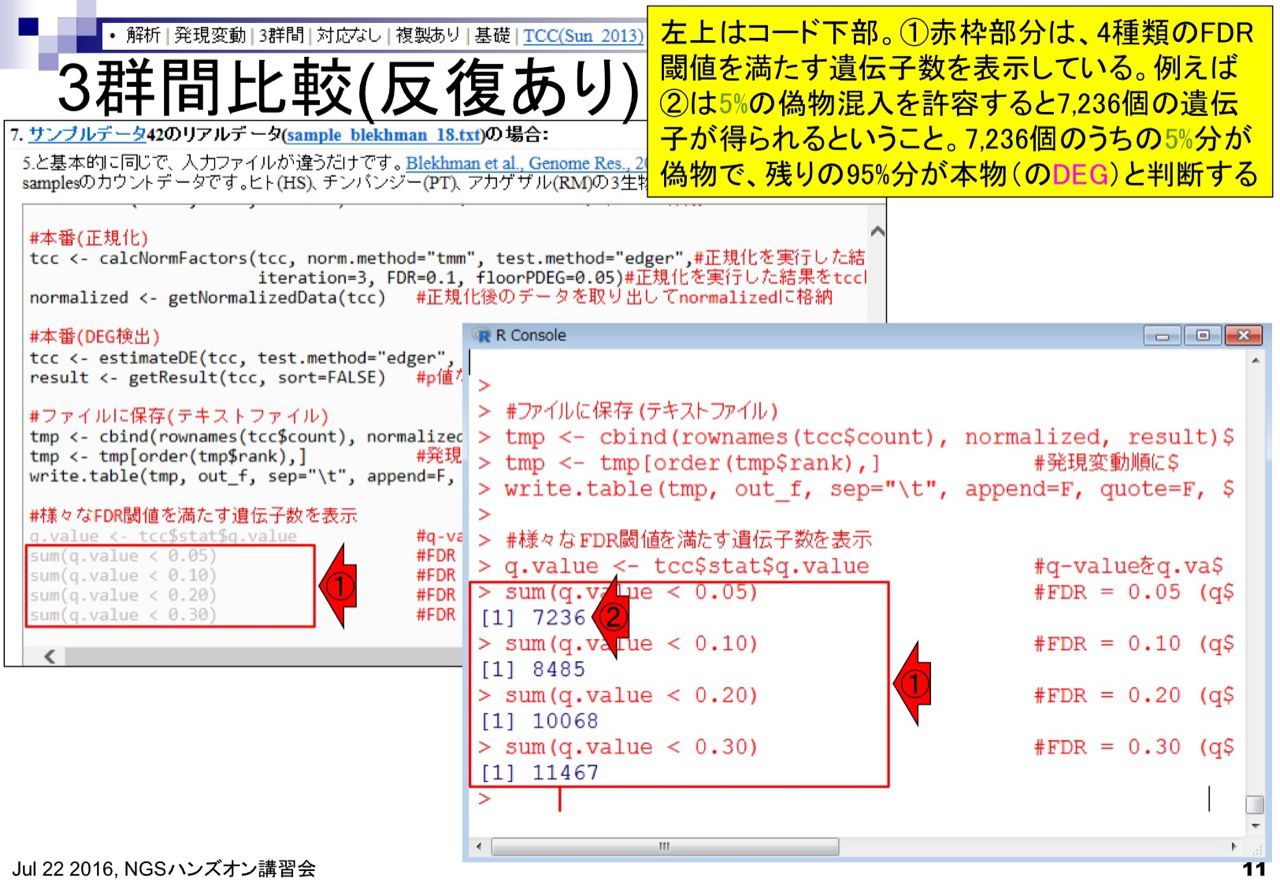 • 解析 | 発現変動 | 3群間 | 対応なし | 複製あり | 基礎 | TCC(Sun_2013)
3群間比較(反復あり)
左上はコード下部。①赤枠部分は、4種類のFDR
閾値を満たす遺伝子数を表示している。例えば
②は5%の偽物混入を許容すると7,236個の遺伝
子が得られるということ。7,236個のうちの5%分が
偽物で、残りの95%分が本物（のDEG）と判断する
7. サンプルデータ42のリアルデータ(sample_blekhman_18.txt)の場合:
5.と基本的に同じで、入力ファイルが違うだけです。Blekhman et al., Genome Res., 20
samplesのカウントデータです。ヒト(HS)、チンパンジー(PT)、アカゲザル(RM)の3生物
#本番(正規化)
tcc <- calcNormFactors(tcc, norm.method="tmm", test.method="edger",#正規化を実行した結
iteration=3, FDR=0.1, floorPDEG=0.05)#正規化を実行した結果をtccl
normalized <- getNormalizedData(tcc) #正規化後のデータを取り出してnormalizedに格納
#本番(DEG検出)
tcc <- estimateDE(tcc, test.method="edger",
result <- getResult(tcc, sort=FALSE) #p値な
#ファイルに保存(テキストファイル)
tmp <- cbind(rownames(tcc$count), normalized
tmp <- tmp[order(tmp$rank),] #発現
write.table(tmp, out_f, sep="\t", append=F,
#様々なFDR閾値を満たす遺伝子数を表示
q.value <- tcc$stat$q.value #q-va
sum(q.value < 0.05) #FDR
sum(q.value < 0.10) #FDR
sum(q.value < 0.20) #FDR
sum(q.value < 0.30) #FDR
①
R Console
>
> #ファイルに保存(テキストファイル)
> tmp <- cbind(rownames(tcc$count), normalized, result)$
> tmp <- tmp[order(tmp$rank),] #発現変動順に$
> write.table(tmp, out_f, sep="\t", append=F, quote=F, $
>
> #様々なFDR閾値を満たす遺伝子数を表示
> q.value <- tcc$stat$q.value #q-valueをq.va$
> sum(q.value < 0.05) #FDR = 0.05 (q$
[1] 7236
②
> sum(q.value < 0.10) #FDR = 0.10 (q$
[1] 8485
①
> sum(q.value < 0.20) #FDR = 0.20 (q$
[1] 10068
> sum(q.value < 0.30) #FDR = 0.30 (q$
[1] 11467
>
Jul 22 2016, NGSハンズオン講習会
11